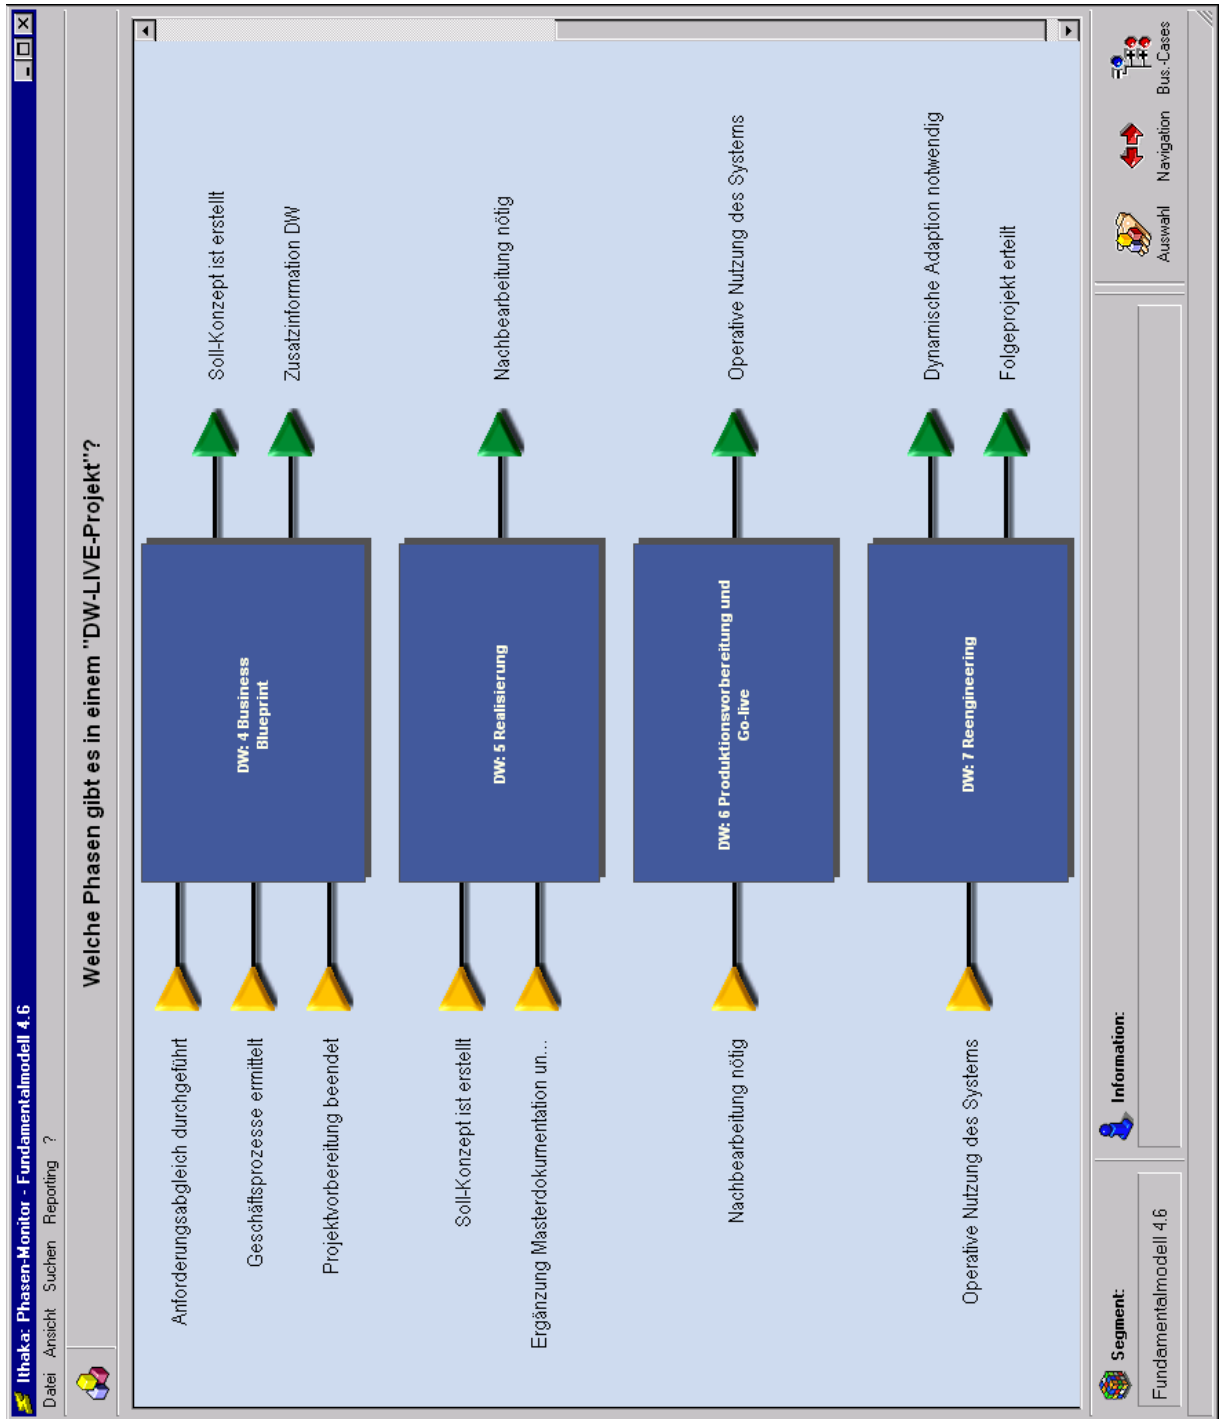 Ithaka: Phasen-Monitor - Fundamentalmodell 4.6
Datei Ansicht Suchen Reporting ?
Welche Phasen gibt es in einem "DW-LIVE-Projekt"?
Anforderungsabgleich durchgeführt
Geschäftsprozesse ermittelt
Projektvorbereitung beendet
DW: 4 Business
Blueprint
Soll-Konzept ist erstellt
Zusatzinformation DW
Soll-Konzept ist erstellt
Ergänzung Masterdokumentation un...
DW: 5 Realisierung
Nachbearbeitung nötig
Nachbearbeitung nötig
DW: 6 Produktionsvorbereitung und
Go-live
Operative Nutzung des Systems
Operative Nutzung des Systems
DW: 7 Reengineering
Dynamische Adaption notwendig
Folgeprojekt erteilt
Segment:
Fundamentalmodell 4.6
Information:
Auswahl
Navigation
Bus.-Cases